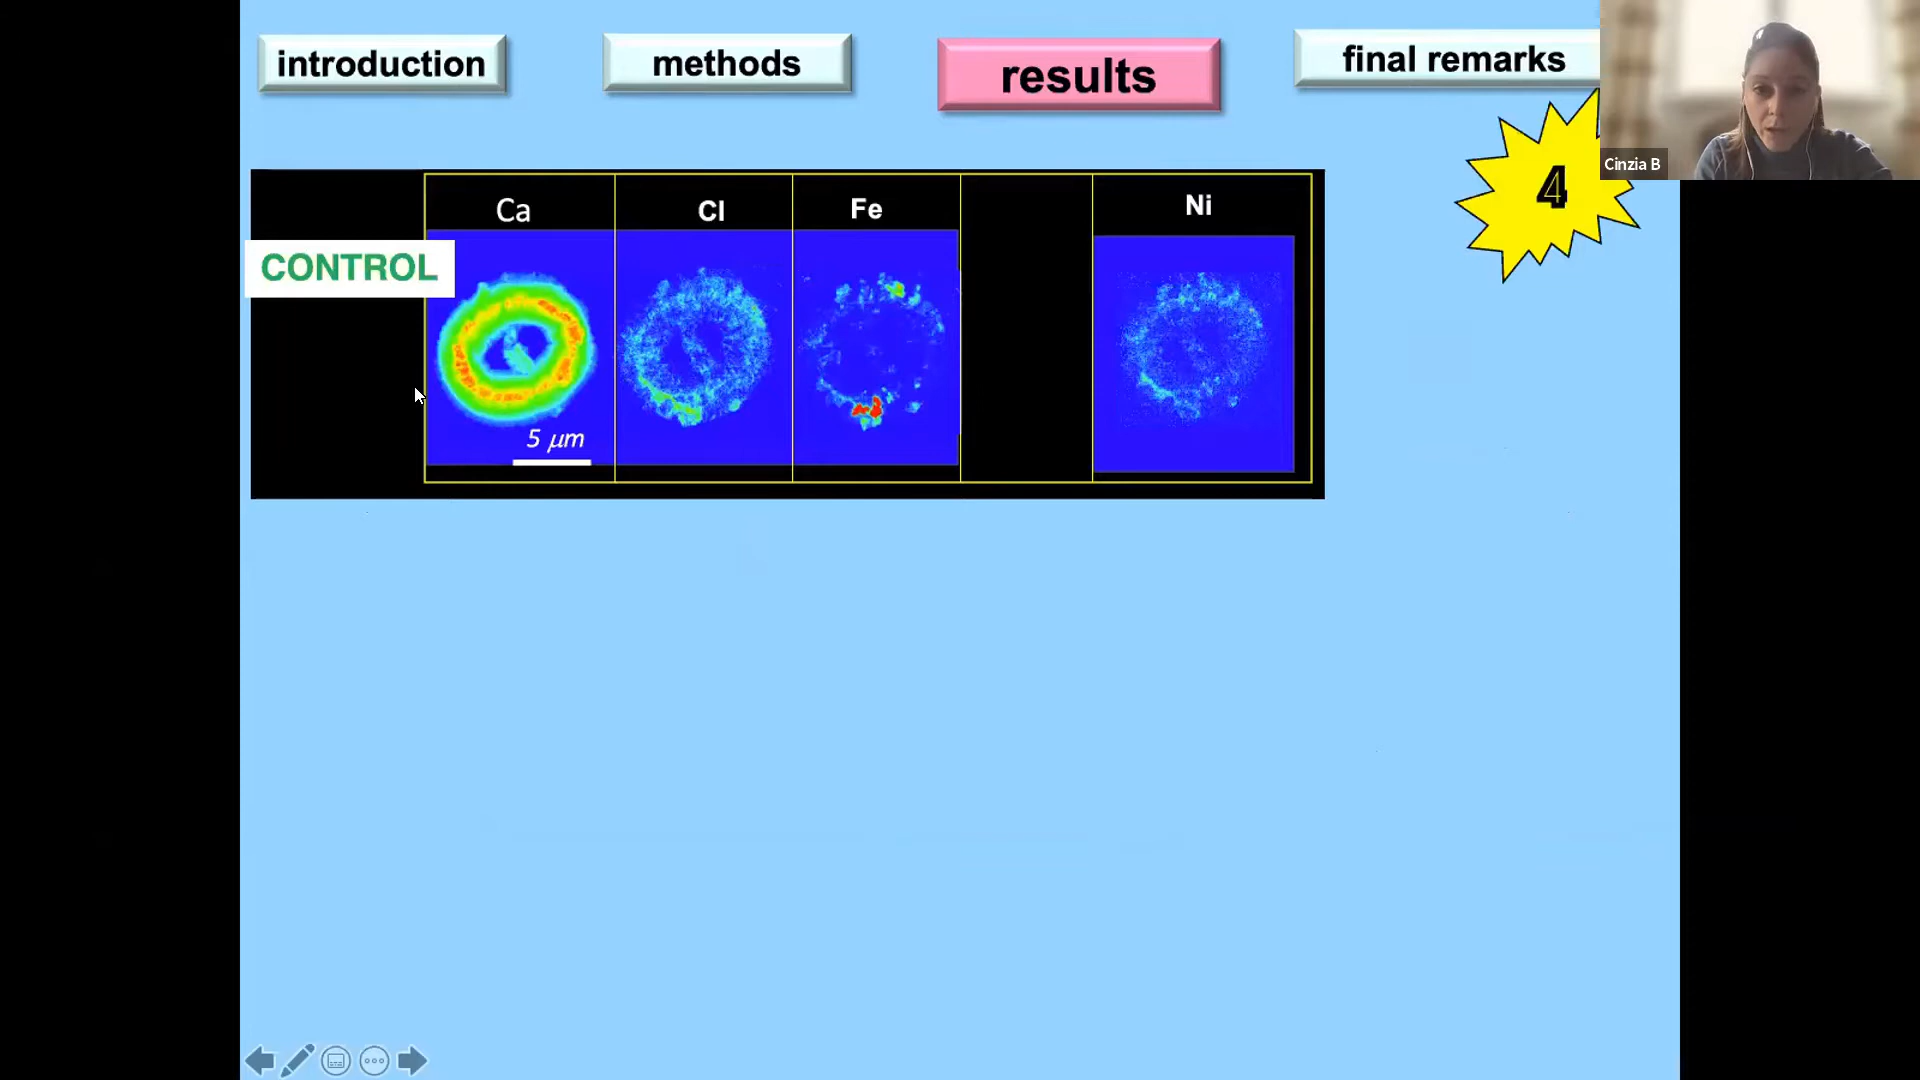 introduction
methods
results
final remarks
Cinzia B
4
Ca
Cl
Fe
Ni
CONTROL
5 μm